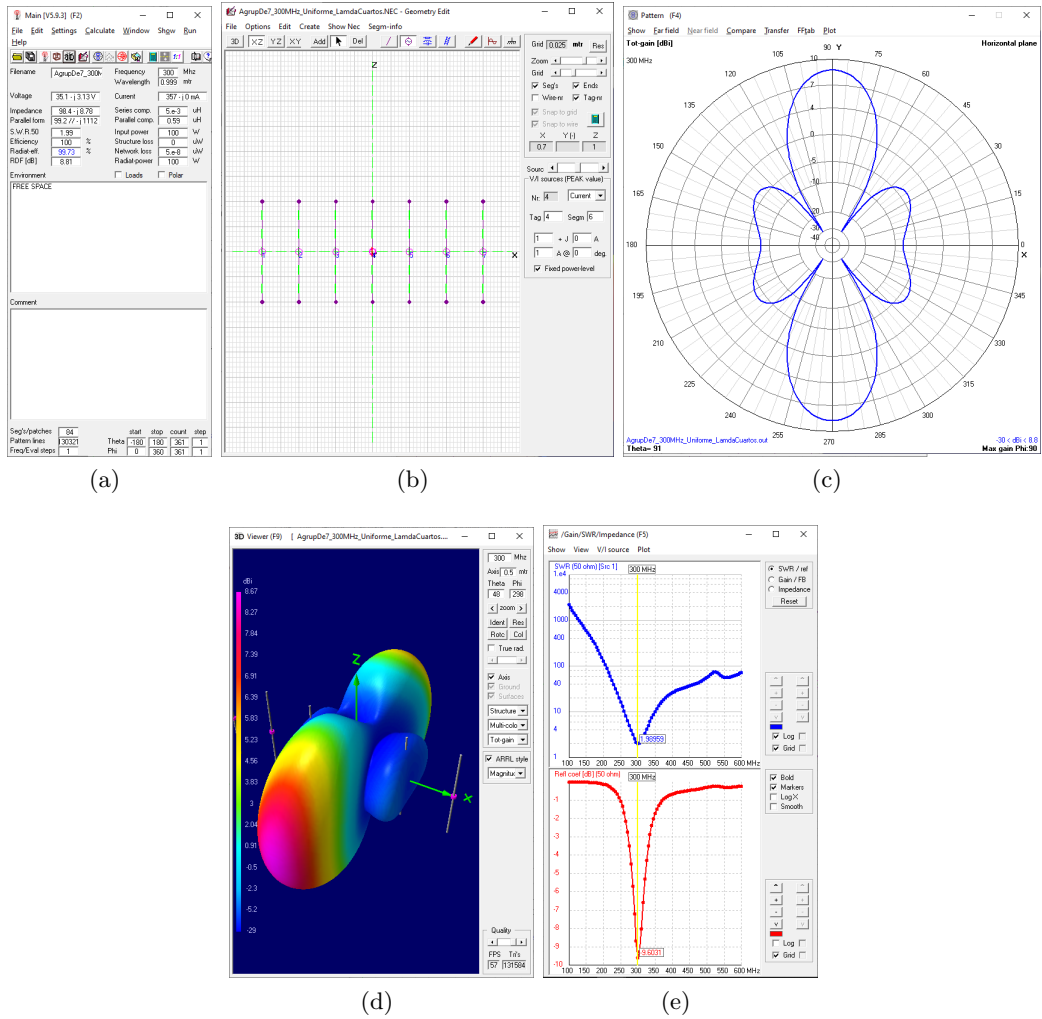 Main [V5.9.3] (F2)
File Edit Settings Calculate Window Show Run
Help
Filename AgrupDe7_300M Frequency 300 Mhz
Wavelength 0.999 mtr
Voltage 35.1 - j 3.13 V Current 357 - j 0 mA
Impedance 98.4 - j 8.78 Series comp. 5.e-3 uH
Parallel form 99.2 // - j 1112 Parallel comp. 0.59 uH
S.W.R.50 1.99 Input power 100 W
Efficiency 100 % Structure loss 0 uW
Radiat-eff. 99.73 % Network loss 5.e-8 uW
RDF [dB] 8.81 Radiat-power 100 W
Environment Loads Polar
FREE SPACE
Comment
Seg's/patches 84 start stop count step
Pattern lines 130321 Theta -180 180 361 1
Freq/Eval steps 1 Phi 0 360 361 1
(a)
AgrupDe7_300MHz_Uniforme_LamdaCuartos.NEC - Geometry Edit
File Options Edit Create Show Nec Segm-info
3D XZ YZ XY Add Del
Z
X
1 2 3 4 5 6 7
Grid 0.025 mtr Res
Zoom
Grid
Seg's Ends
Wire-nr Tag-nr
Snap to grid
Snap to wire
X Y (-) Z
0.7 1
Sourc
V/I sources (PEAK value)
Nr. 4 Current
Tag 4 Segm 6
1 + J 0 A
1 A @ 0 deg.
Fixed power-level
(b)
Pattern (F4)
Show Far field Near field Compare Transfer FFtab Plot
Tot-gain [dBi] Horizontal plane
300 MHz
90 Y
105 75
120 60
135 45
150 30
165 15
180 0
X
195 345
210 330
225 315
240 300
255 285
270
10
7
4
0
-5
-10
-20
-30
-40
AgrupDe7_300MHz_Uniforme_LamdaCuartos.out -30 < dBi < 8.8
Theta= 91 Max gain Phi:90
(c)
3D Viewer (F9) [ AgrupDe7_300MHz_Uniforme_LamdaCuartos....
dBi
8.67
8.27
7.84
7.39
6.91
6.39
5.83
5.23
4.56
3.83
3
2.04
0.91
-0.5
-2.3
-5.2
-29
Z
X
300 Mhz
Axis 0.5 mtr
Theta Phi
48 298
< zoom >
Ident Res
Rotc Col
True rad.
Axis
Ground
Surfaces
Structure
Multi-colo
Tot-gain
ARRL style
Magnituc
Quality
FPS Tri's
57 131584
(d)
/Gain/SWR/Impedance (F5)
Show View V/I source Plot
SWR (50 ohm) [Src 1] 300 MHz
1.e4
4000
1000
400
100
40
10
4
1
1.98959
100 150 200 250 300 350 400 450 500 550 600 MHz
Refl coef [dB] (50 ohm) 300 MHz
-1
-2
-3
-4
-5
-6
-7
-8
-9
-10
-9.6031
100 150 200 250 300 350 400 450 500 550 600 MHz
SWR / ref
Gain / FB
Impedance
Reset
Log
Grid
Bold
Markers
Log X
Smooth
Log
Grid
(e)